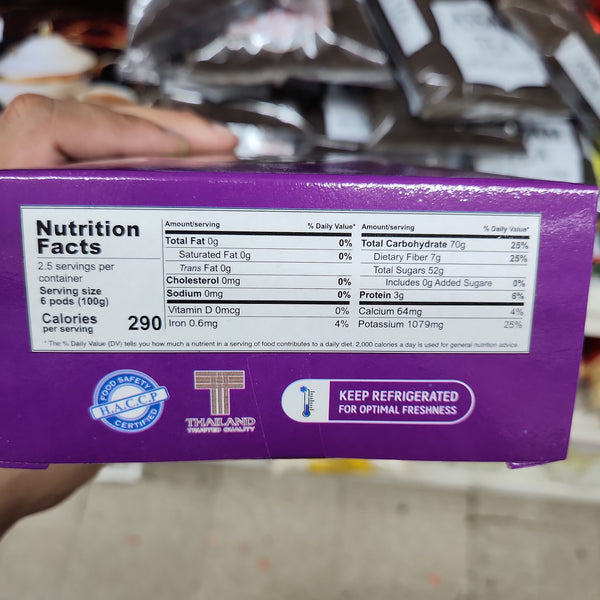 Nutrition
Facts
2.5 servings per
container
Serving size
6 pods (100g)
Calories
per serving
290
Amount/serving % Daily Value*
Total Fat 0g 0%
Saturated Fat 0g 0%
Trans Fat 0g
Cholesterol 0mg 0%
Sodium 0mg 0%
Vitamin D 0mcg 0%
Iron 0.6mg 4%
Amount/serving % Daily Value*
Total Carbohydrate 70g 25%
Dietary Fiber 7g 25%
Total Sugars 52g
Includes 0g Added Sugare 0%
Protein 3g 6%
Calcium 64mg 4%
Potassium 1079mg 25%
* The % Daily Value (DV) tells you how much a nutrient in a serving of food contributes to a daily diet. 2,000 calories a day is used for general nutrition advice.
FOOD SAFETY
H.A.C.C.P
CERTIFIED
THAILAND
TRUSTED QUALITY
KEEP REFRIGERATED
FOR OPTIMAL FRESHNESS